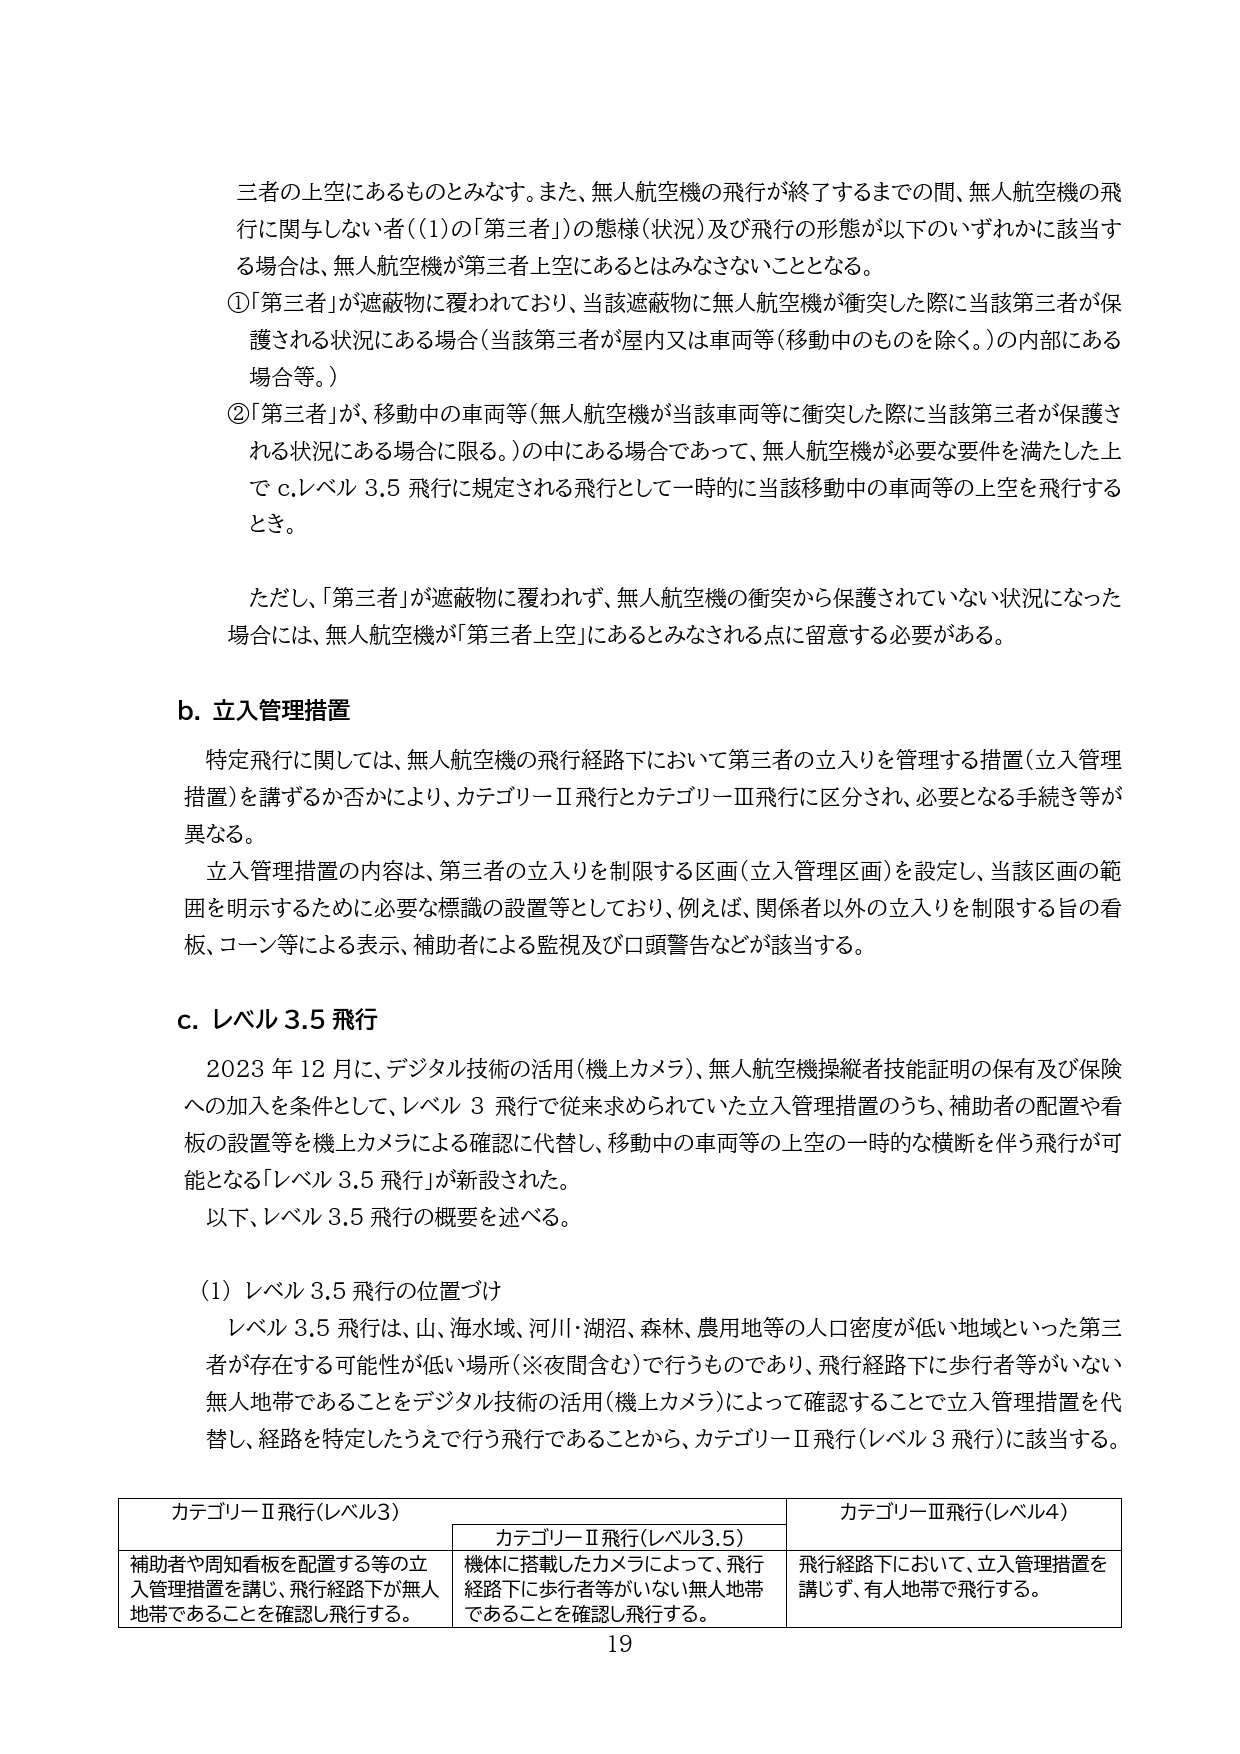 三者の上空にあるものとみなす。また、無人航空機の飛行が終了するまでの間、無人航空機の飛
行に関与しない者((1)の「第三者」)の態様(状況)及び飛行の形態が以下のいずれかに該当す
る場合は、無人航空機が第三者上空にあるとはみなさないこととなる。
①「第三者」が遮蔽物に覆われており、当該遮蔽物に無人航空機が衝突した際に当該第三者が保
護される状況にある場合(当該第三者が屋内又は車両等(移動中のものを除く。)の内部にある
場合等。)
②「第三者」が、移動中の車両等(無人航空機が当該車両等に衝突した際に当該第三者が保護さ
れる状況にある場合に限る。)の中にある場合であって、無人航空機が必要な要件を満たした上
で c.レベル 3.5 飛行に規定される飛行として一時的に当該移動中の車両等の上空を飛行する
とき。
ただし、「第三者」が遮蔽物に覆われず、無人航空機の衝突から保護されていない状況になった
場合には、無人航空機が「第三者上空」にあるとみなされる点に留意する必要がある。
b. 立入管理措置
特定飛行に関しては、無人航空機の飛行経路下において第三者の立入りを管理する措置(立入管理
措置)を講ずるか否かにより、カテゴリーⅡ飛行とカテゴリーⅢ飛行に区分され、必要となる手続き等が
異なる。
立入管理措置の内容は、第三者の立入りを制限する区画(立入管理区画)を設定し、当該区画の範
囲を明示するために必要な標識の設置等としており、例えば、関係者以外の立入りを制限する旨の看
板、コーン等による表示、補助者による監視及び口頭警告などが該当する。
c. レベル 3.5 飛行
2023 年 12 月に、デジタル技術の活用(機上カメラ)、無人航空機操縦者技能証明の保有及び保険
への加入を条件として、レベル 3 飛行で従来求められていた立入管理措置のうち、補助者の配置や看
板の設置等を機上カメラによる確認に代替し、移動中の車両等の上空の一時的な横断を伴う飛行が可
能となる「レベル 3.5 飛行」が新設された。
以下、レベル 3.5 飛行の概要を述べる。
(1) レベル 3.5 飛行の位置づけ
レベル 3.5 飛行は、山、海水域、河川・湖沼、森林、農用地等の人口密度が低い地域といった第三
者が存在する可能性が低い場所(※夜間含む)で行うものであり、飛行経路下に歩行者等がいない
無人地帯であることをデジタル技術の活用(機上カメラ)によって確認することで立入管理措置を代
替し、経路を特定したうえで行う飛行であることから、カテゴリーⅡ飛行(レベル 3 飛行)に該当する。
カテゴリーⅡ飛行(レベル3)
カテゴリーⅢ飛行(レベル4)
カテゴリーⅡ飛行(レベル3.5)
補助者や周知看板を配置する等の立
入管理措置を講じ、飛行経路下が無人
地帯であることを確認し飛行する。
機体に搭載したカメラによって、飛行
経路下に歩行者等がいない無人地帯
であることを確認し飛行する。
飛行経路下において、立入管理措置を
講じず、有人地帯で飛行する。
19